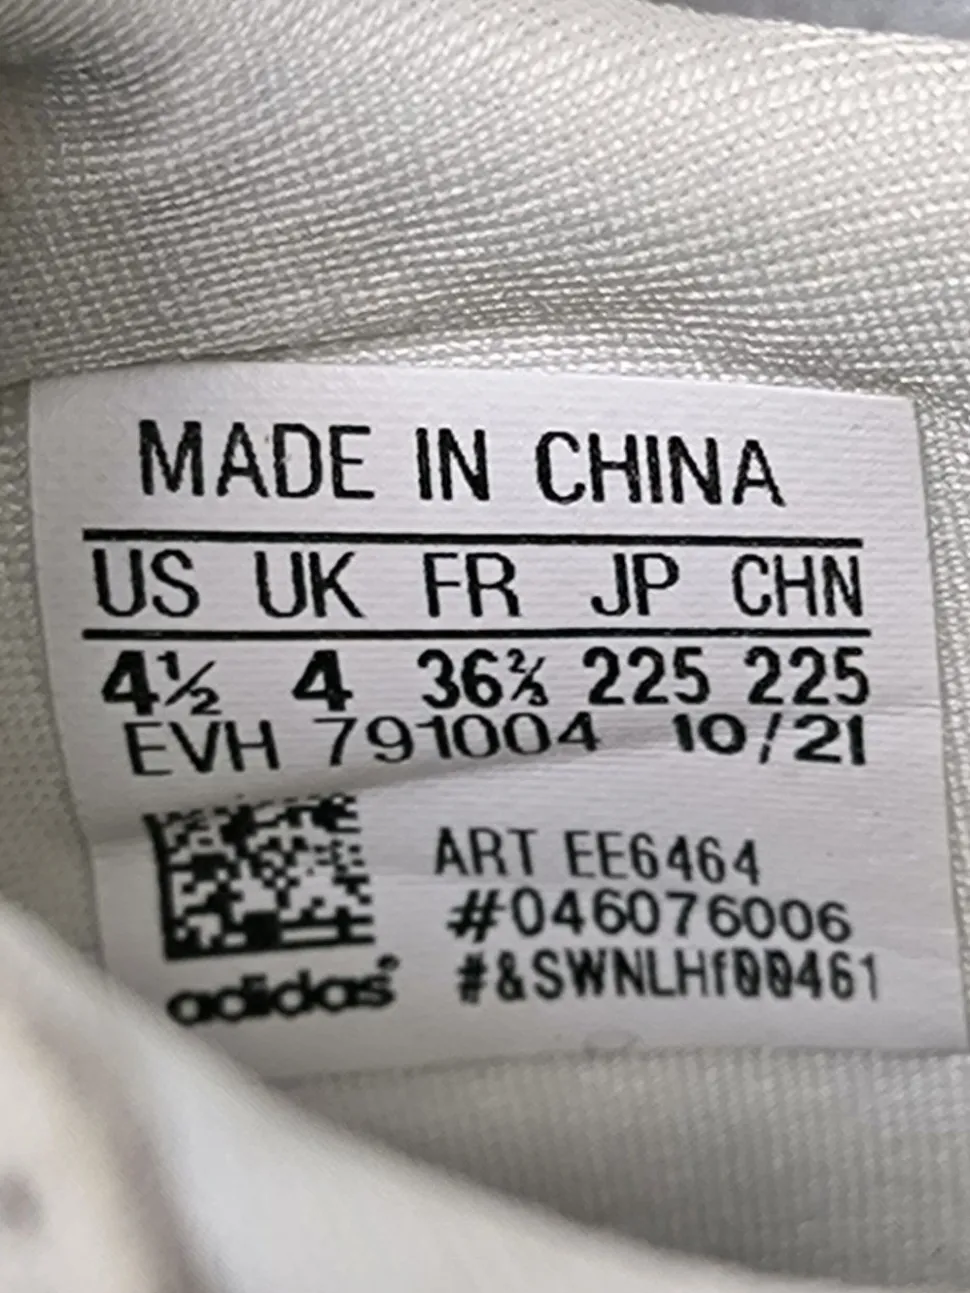 MADE IN CHINA
US UK FR JP CHN
4½ 4 36⅔ 225 225
EVH 791004 10/21
ART EE6464
#046076006
#&SWNLHf00461
adidas